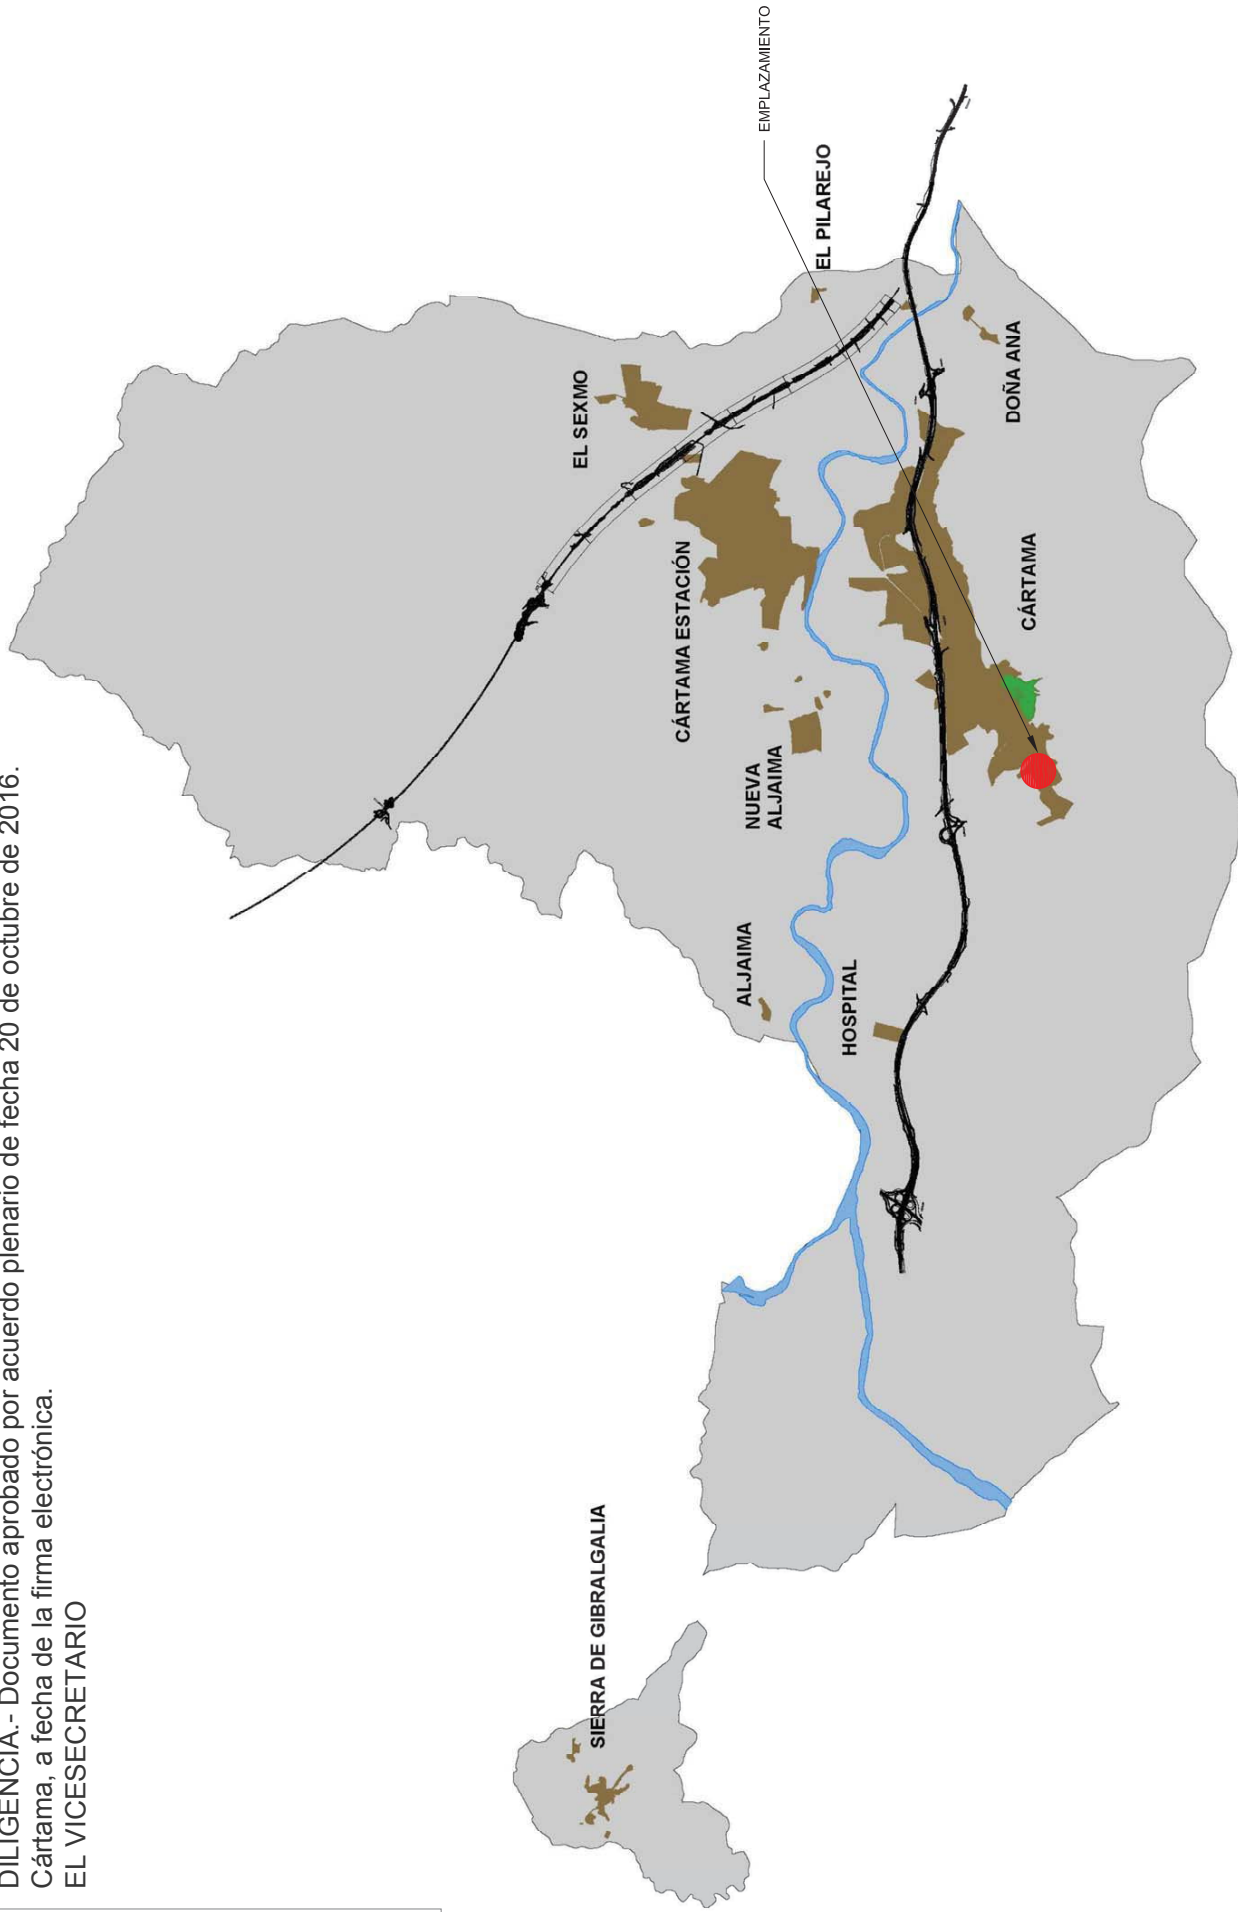 DILIGENCIA.- Documento aprobado por acuerdo plenario de fecha 20 de octubre de 2016.
Cártama, a fecha de la firma electrónica.
EL VICESECRETARIO
SIERRA DE GIBRALGALIA
EL SEXMO
CÁRTAMA ESTACIÓN
NUEVA
ALJAIMA
ALJAIMA
HOSPITAL
EMPLAZAMIENTO
EL PILAREJO
DOÑA ANA
CÁRTAMA